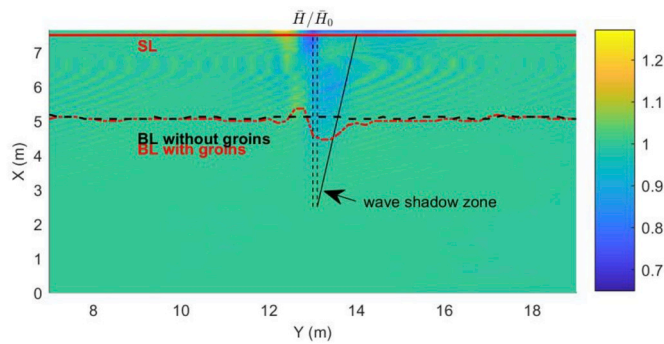 H̄/H̄₀
7
6
5
4
3
2
1
0
X (m)
SL
BL without groins
BL with groins
wave shadow zone
8
10
12
14
16
18
Y (m)
1.2
1.1
1
0.9
0.8
0.7